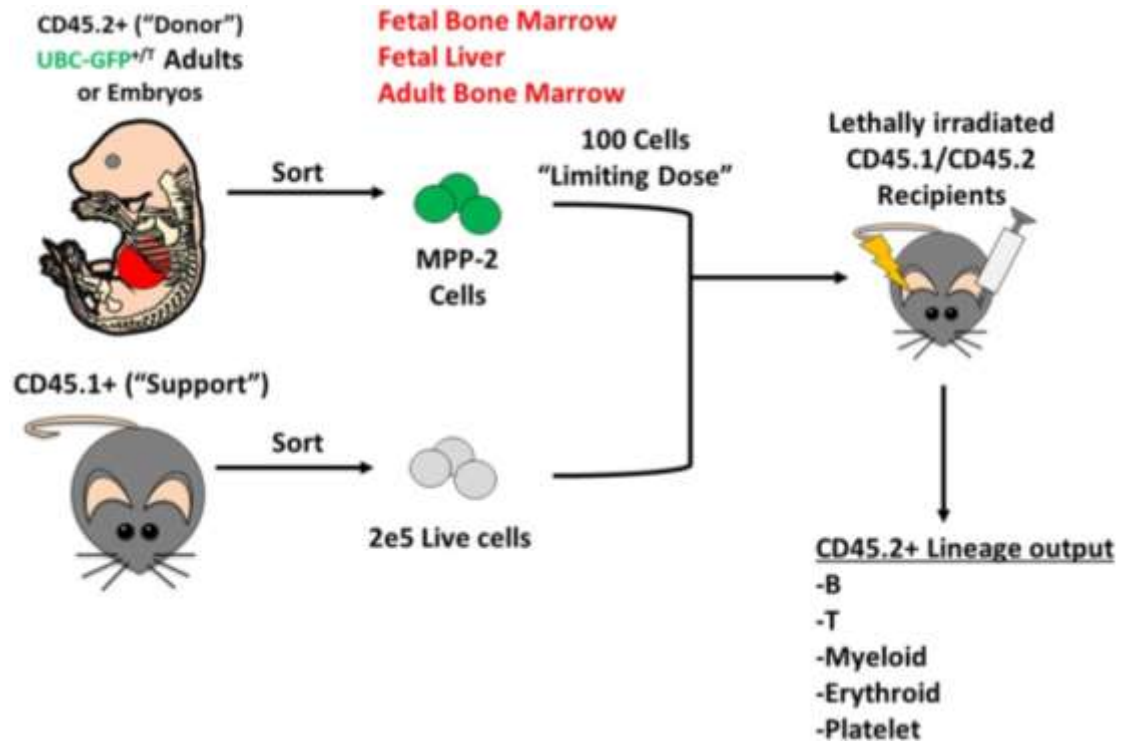 CD45.2+ (“Donor”)
UBC-GFP+/T Adults
or Embryos
Fetal Bone Marrow
Fetal Liver
Adult Bone Marrow
Sort
MPP-2
Cells
100 Cells
“Limiting Dose”
Lethally irradiated
CD45.1/CD45.2
Recipients
CD45.1+ (“Support”)
Sort
2e5 Live cells
CD45.2+ Lineage output
-B
-T
-Myeloid
-Erythroid
-Platelet